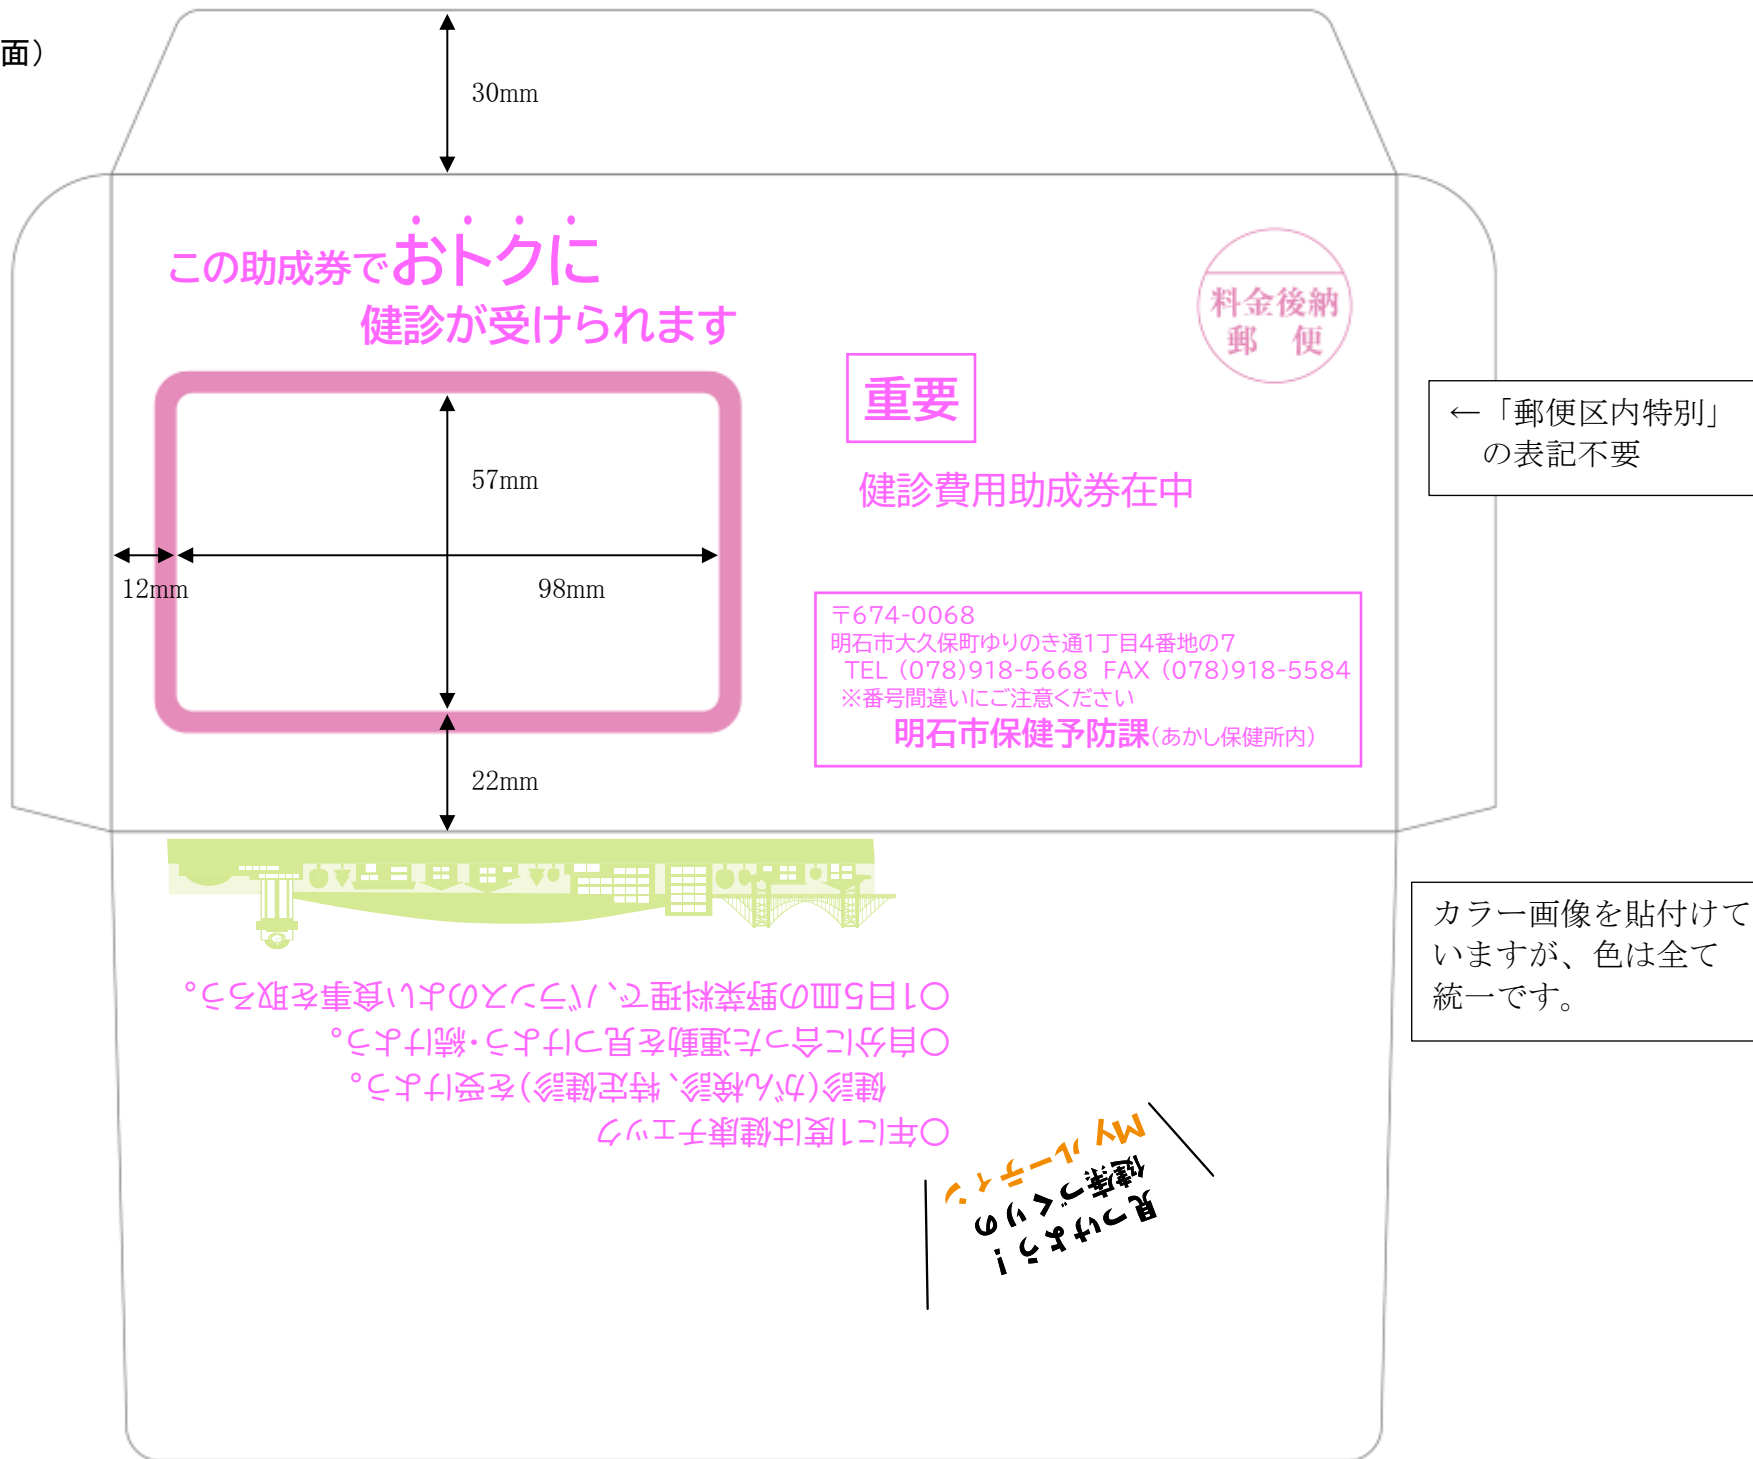 面）
30mm
この助成券でおトクに
健診が受けられます
料金後納
郵　便
重要
←「郵便区内特別」
の表記不要
57mm
健診費用助成券在中
12mm
98mm
〒674-0068
明石市大久保町ゆりのき通1丁目4番地の7
TEL (078)918-5668 FAX (078)918-5584
※番号間違いにご注意ください
明石市保健予防課(あかし保健所内)
22mm
カラー画像を貼付けて
いますが、色は全て
統一です。
見つけよう！
健康づくりの
My ルーティン
○年に1度は健康チェック
健診(がん検診、特定健診)を受けよう。
○自分に合った運動を見つけよう・続けよう。
○1日5皿の野菜料理で、バランスのよい食事を取ろう。